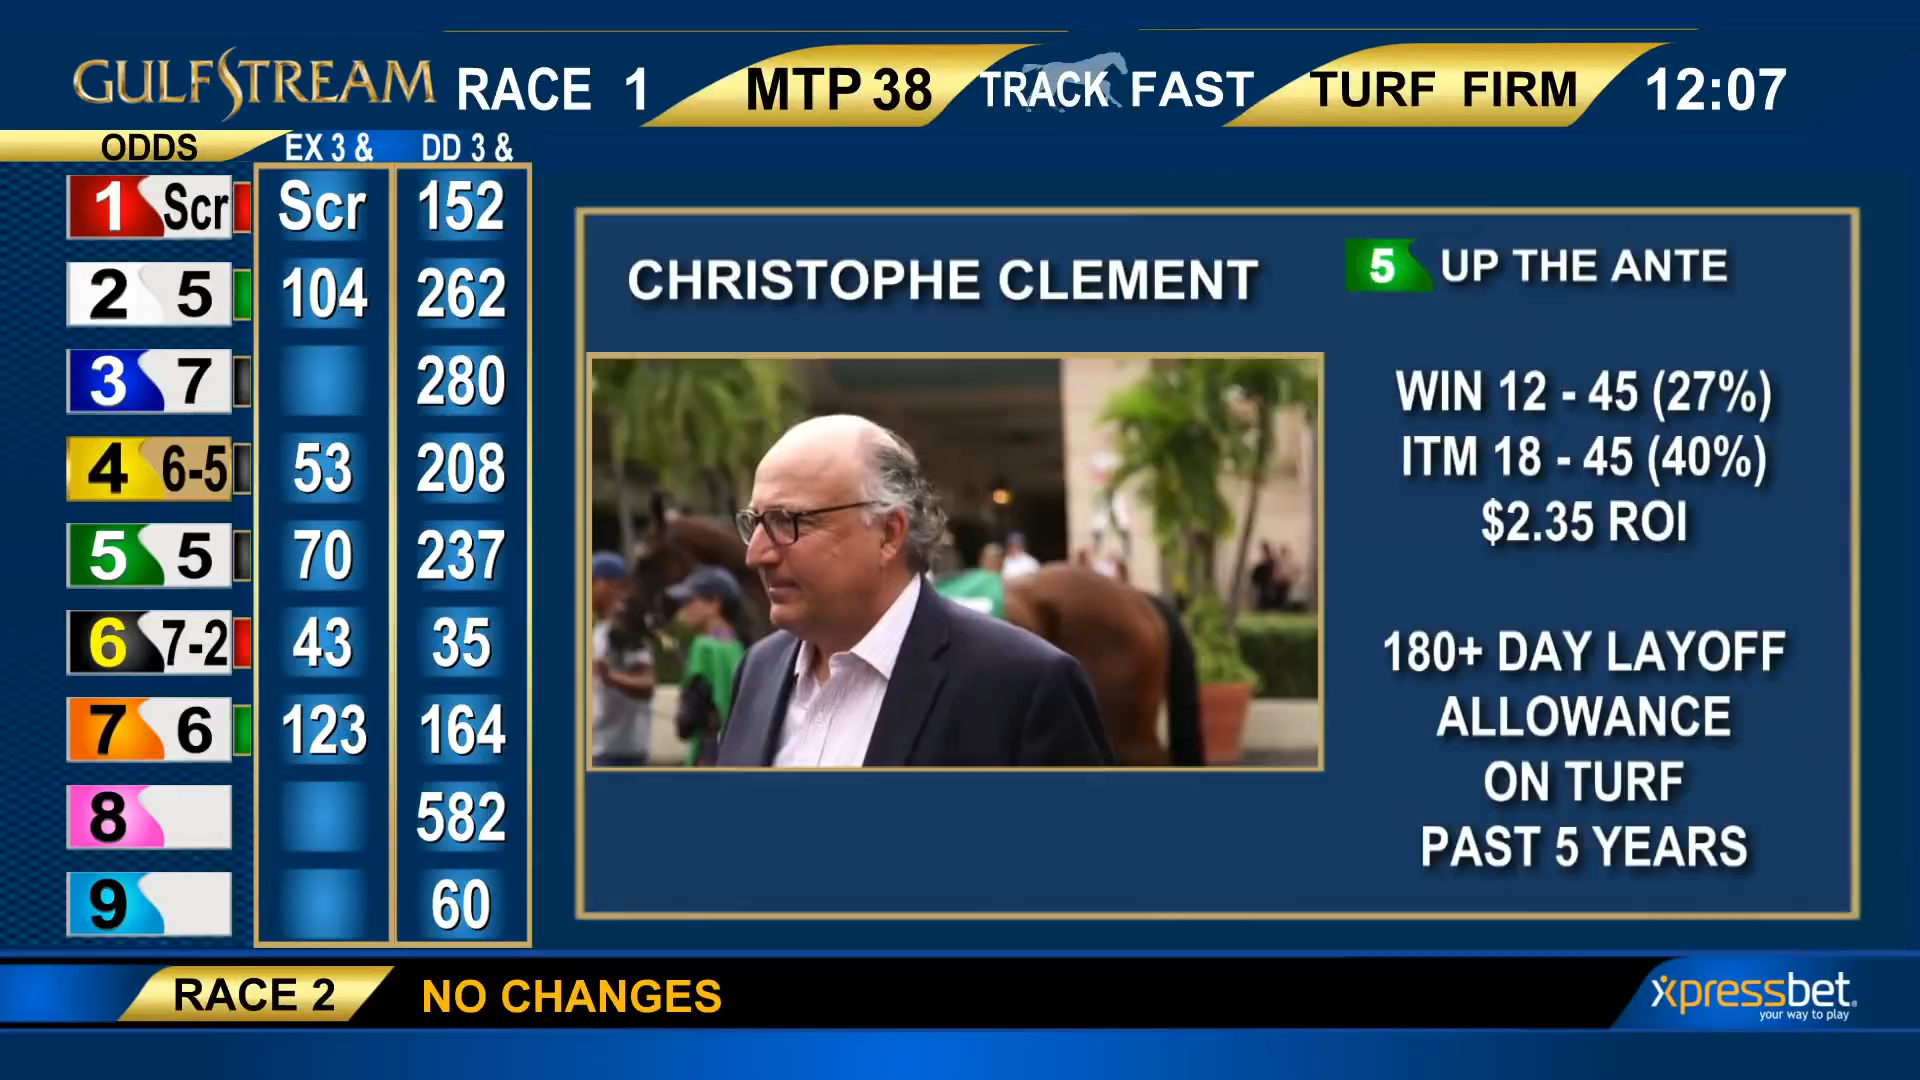 GULFSTREAM RACE 1 MTP 38 TRACK FAST TURF FIRM 12:07
ODDS EX 3 & DD 3 &
1 Scr Scr 152
2 5 104 262
3 7 280
4 6-5 53 208
5 5 70 237
6 7-2 43 35
7 6 123 164
8 582
9 60
CHRISTOPHE CLEMENT
5 UP THE ANTE
WIN 12 - 45 (27%)
ITM 18 - 45 (40%)
$2.35 ROI
180+ DAY LAYOFF
ALLOWANCE
ON TURF
PAST 5 YEARS
RACE 2 NO CHANGES
xpressbet
your way to play